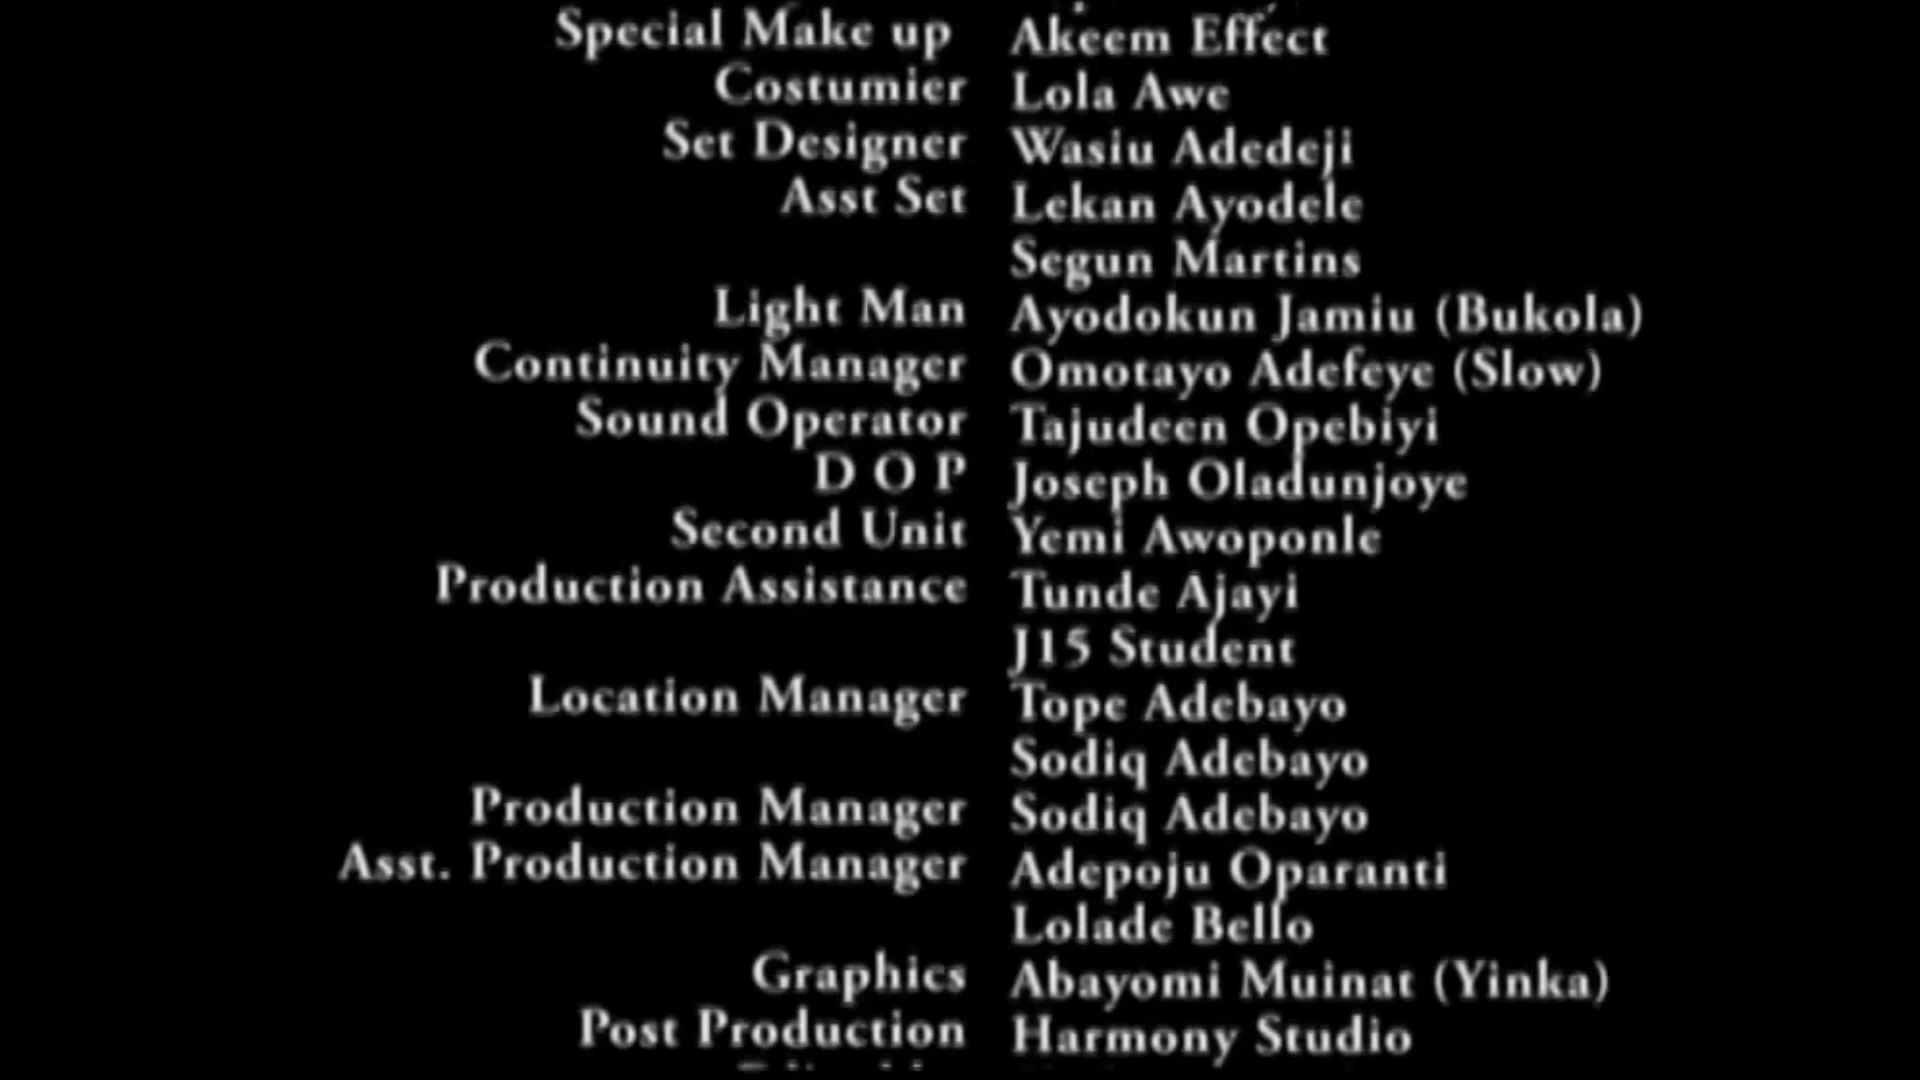 Special Make up Akeem Effect
Costumier Lola Awe
Set Designer Wasiu Adedeji
Asst Set Lekan Ayodele
Segun Martins
Light Man Ayodokun Jamiu (Bukola)
Continuity Manager Omotayo Adefeye (Slow)
Sound Operator Tajudeen Opebiyi
D O P Joseph Oladunjoye
Second Unit Yemi Awoponle
Production Assistance Tunde Ajayi
J15 Student
Location Manager Tope Adebayo
Sodiq Adebayo
Production Manager Sodiq Adebayo
Asst. Production Manager Adepoju Oparanti
Lolade Bello
Graphics Abayomi Muinat (Yinka)
Post Production Harmony Studio